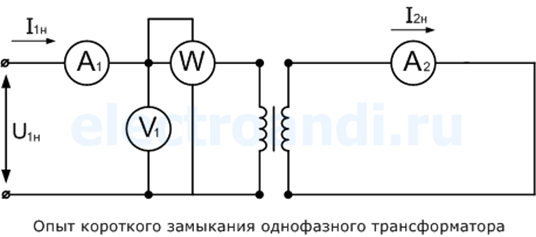 I1н
I2н
A1
W
A2
U1н
V1
electroandi.ru
Опыт короткого замыкания однофазного трансформатора